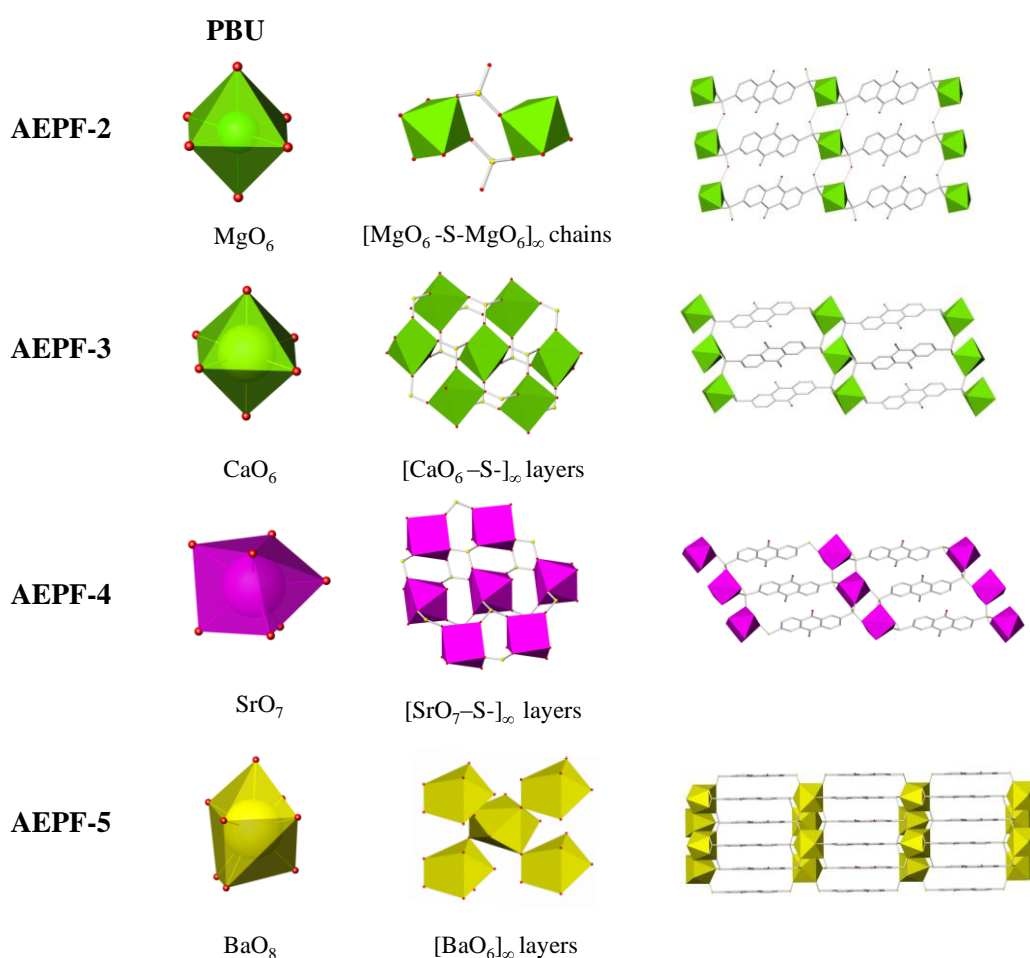 PBU
AEPF-2
MgO₆
[MgO₆ -S-MgO₆]∞ chains
AEPF-3
CaO₆
[CaO₆ –S-]∞ layers
AEPF-4
SrO₇
[SrO₇–S-]∞ layers
AEPF-5
BaO₈
[BaO₆]∞ layers